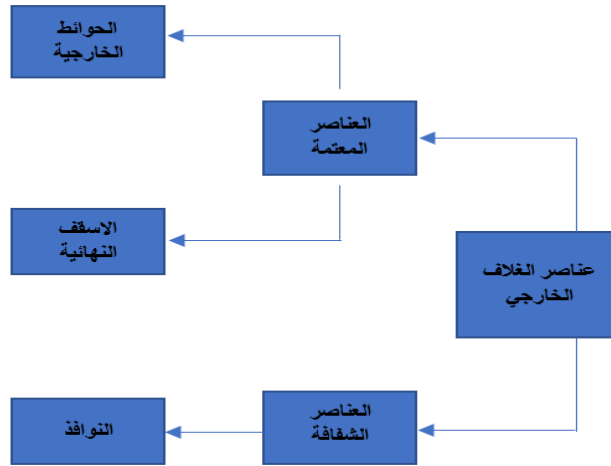 الحوائط
الخارجية
العناصر
المعتمة
الاسقف
النهائية
عناصر الغلاف
الخارجي
العناصر
الشفافة
النوافذ